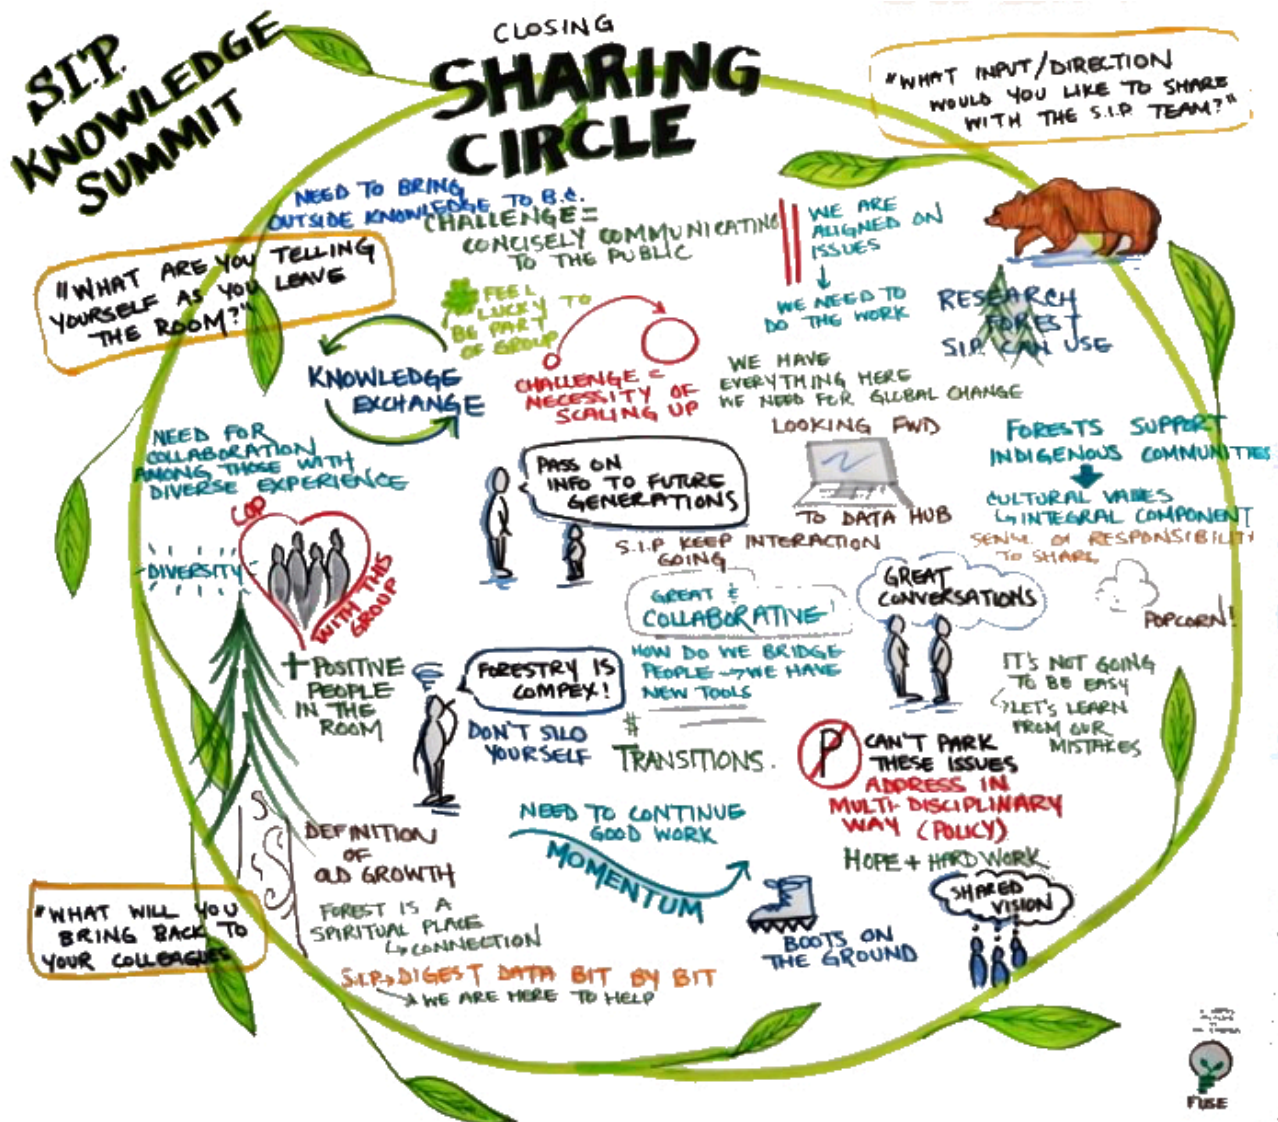 S.I.P.
KNOWLEDGE
SUMMIT
CLOSING
SHARING
CIRCLE
"WHAT INPUT/DIRECTION
WOULD YOU LIKE TO SHARE
WITH THE S.I.P. TEAM?"
NEED TO BRING
OUTSIDE KNOWLEDGE TO B.C.
CHALLENGE =
CONCISELY COMMUNICATING
TO THE PUBLIC
WE ARE
ALIGNED ON
ISSUES
WE NEED TO
DO THE WORK
"WHAT ARE YOU TELLING
YOURSELF AS YOU LEAVE
THE ROOM?"
FEEL
LUCKY TO
BE PART
OF GROUP
RESEARCH
FOREST
S.I.P. CAN USE
KNOWLEDGE
EXCHANGE
CHALLENGE =
NECESSITY OF
SCALING UP
WE HAVE
EVERYTHING HERE
WE NEED FOR GLOBAL CHANGE
NEED FOR
COLLABORATION
AMONG THOSE WITH
DIVERSE EXPERIENCE
PASS ON
INFO TO FUTURE
GENERATIONS
LOOKING FWD
TO DATA HUB
FORESTS SUPPORT
INDIGENOUS COMMUNITIES
CULTURAL VALUES
INTEGRAL COMPONENT
SENSE OF RESPONSIBILITY
TO SHARE
COP
WITH THIS
GROUP
DIVERSITY
S.I.P KEEP INTERACTION
GOING
GREAT &
COLLABORATIVE
GREAT
CONVERSATIONS
POPCORN!
+ POSITIVE
PEOPLE
IN THE
ROOM
FORESTRY IS
COMPEX!
DON'T SILO
YOURSELF
HOW DO WE BRIDGE
PEOPLE → WE HAVE
NEW TOOLS
$
TRANSITIONS.
IT'S NOT GOING
TO BE EASY
LET'S LEARN
FROM OUR
MISTAKES
P
CAN'T PARK
THESE ISSUES
ADDRESS IN
MULTI-DISCIPLINARY
WAY (POLICY)
DEFINITION
OF
OLD GROWTH
NEED TO CONTINUE
GOOD WORK
MOMENTUM
HOPE + HARD WORK
SHARED
VISION
"WHAT WILL YOU
BRING BACK TO
YOUR COLLEAGUES
FOREST IS A
SPIRITUAL PLACE
CONNECTION
BOOTS ON
THE GROUND
S.I.P → DIGEST DATA BIT BY BIT
WE ARE HERE TO HELP
FUSE